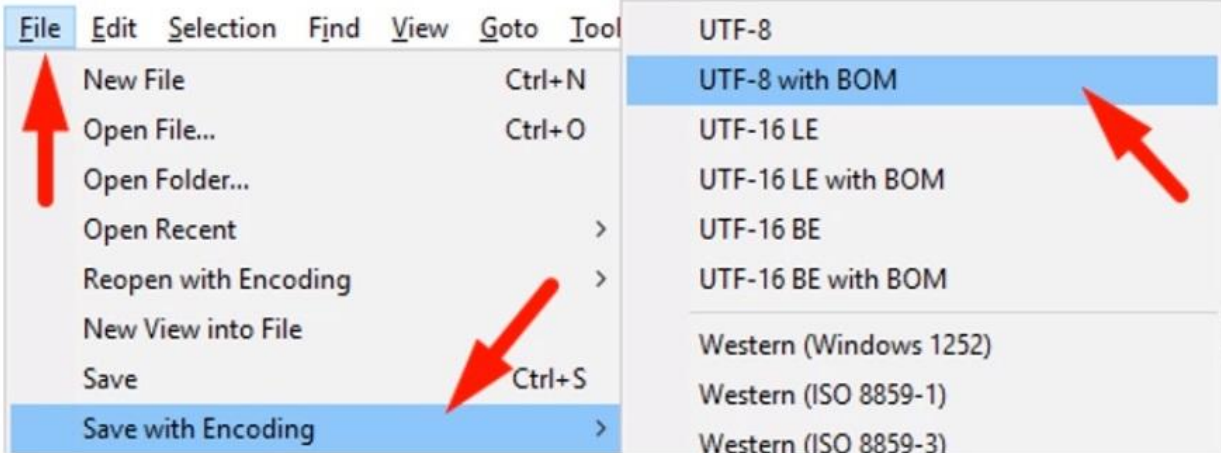 File Edit Selection Find View Goto Tool
New File Ctrl+N
Open File... Ctrl+O
Open Folder...
Open Recent
Reopen with Encoding
New View into File
Save Ctrl+S
Save with Encoding
UTF-8
UTF-8 with BOM
UTF-16 LE
UTF-16 LE with BOM
UTF-16 BE
UTF-16 BE with BOM
Western (Windows 1252)
Western (ISO 8859-1)
Western (ISO 8859-3)